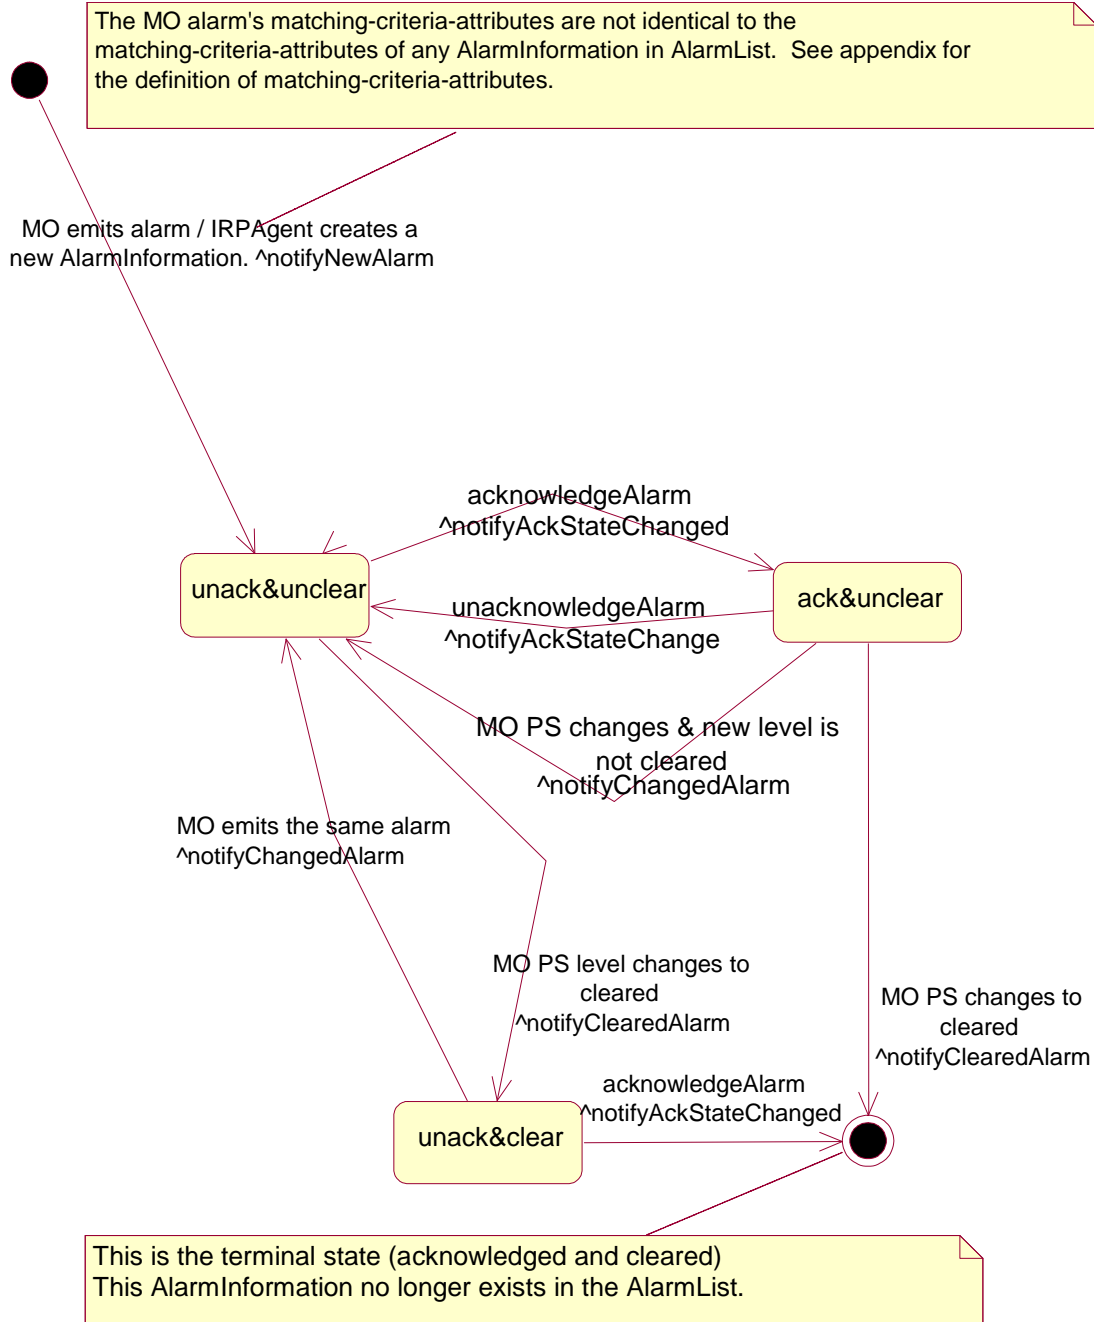 The MO alarm's matching-criteria-attributes are not identical to the
matching-criteria-attributes of any AlarmInformation in AlarmList.  See appendix for
the definition of matching-criteria-attributes.
MO emits alarm / IRPAgent creates a
new AlarmInformation. ^notifyNewAlarm
acknowledgeAlarm
^notifyAckStateChanged
unack&unclear
ack&unclear
unacknowledgeAlarm
^notifyAckStateChange
MO PS changes & new level is
not cleared
^notifyChangedAlarm
MO emits the same alarm
^notifyChangedAlarm
MO PS level changes to
cleared
^notifyClearedAlarm
MO PS changes to
cleared
^notifyClearedAlarm
acknowledgeAlarm
^notifyAckStateChanged
unack&clear
This is the terminal state (acknowledged and cleared)
This AlarmInformation no longer exists in the AlarmList.